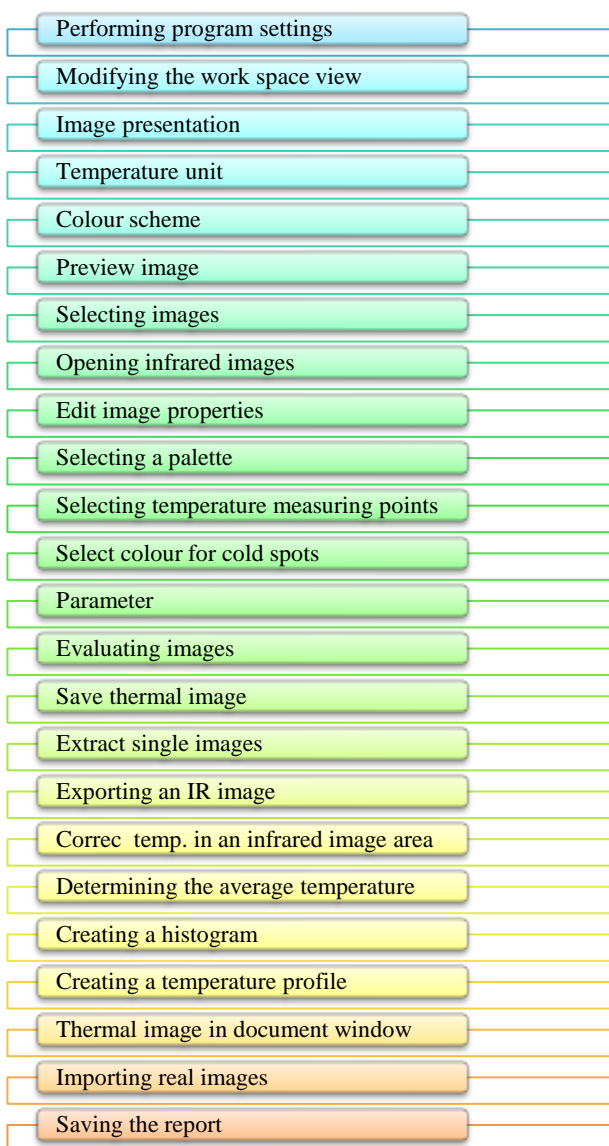 Performing program settings
Modifying the work space view
Image presentation
Temperature unit
Colour scheme
Preview image
Selecting images
Opening infrared images
Edit image properties
Selecting a palette
Selecting temperature measuring points
Select colour for cold spots
Parameter
Evaluating images
Save thermal image
Extract single images
Exporting an IR image
Correc  temp. in an infrared image area
Determining the average temperature
Creating a histogram
Creating a temperature profile
Thermal image in document window
Importing real images
Saving the report